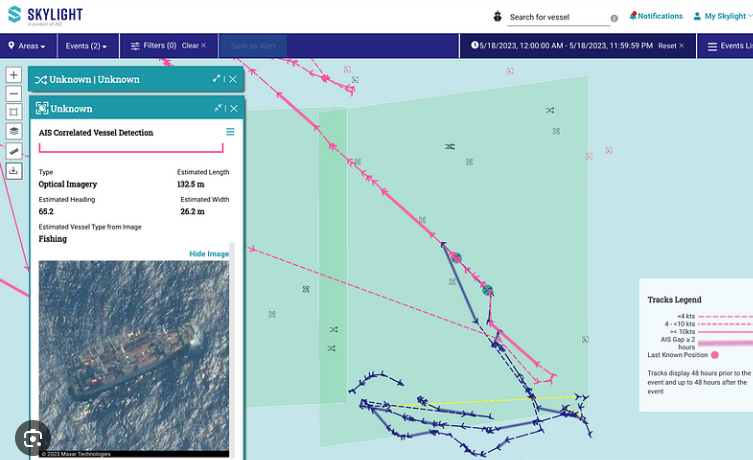 SKYLIGHT
A product of AI2
Search for vessel
Notifications
My Skylight
Areas
Events (2)
Filters (0) Clear ×
Save as Alert
5/18/2023, 12:00:00 AM - 5/18/2023, 11:59:59 PM Reset ×
Events Li
Unknown | Unknown
Unknown
AIS Correlated Vessel Detection
Type
Estimated Length
Optical Imagery
132.5 m
Estimated Heading
Estimated Width
65.2
26.2 m
Estimated Vessel Type from Image
Fishing
Hide Image
© 2023 Maxar Technologies
Tracks Legend
<4 kts
4 - <10 kts
>= 10kts
AIS Gap ≥ 2
hours
Last Known Position
Tracks display 48 hours prior to the
event and up to 48 hours after the
event